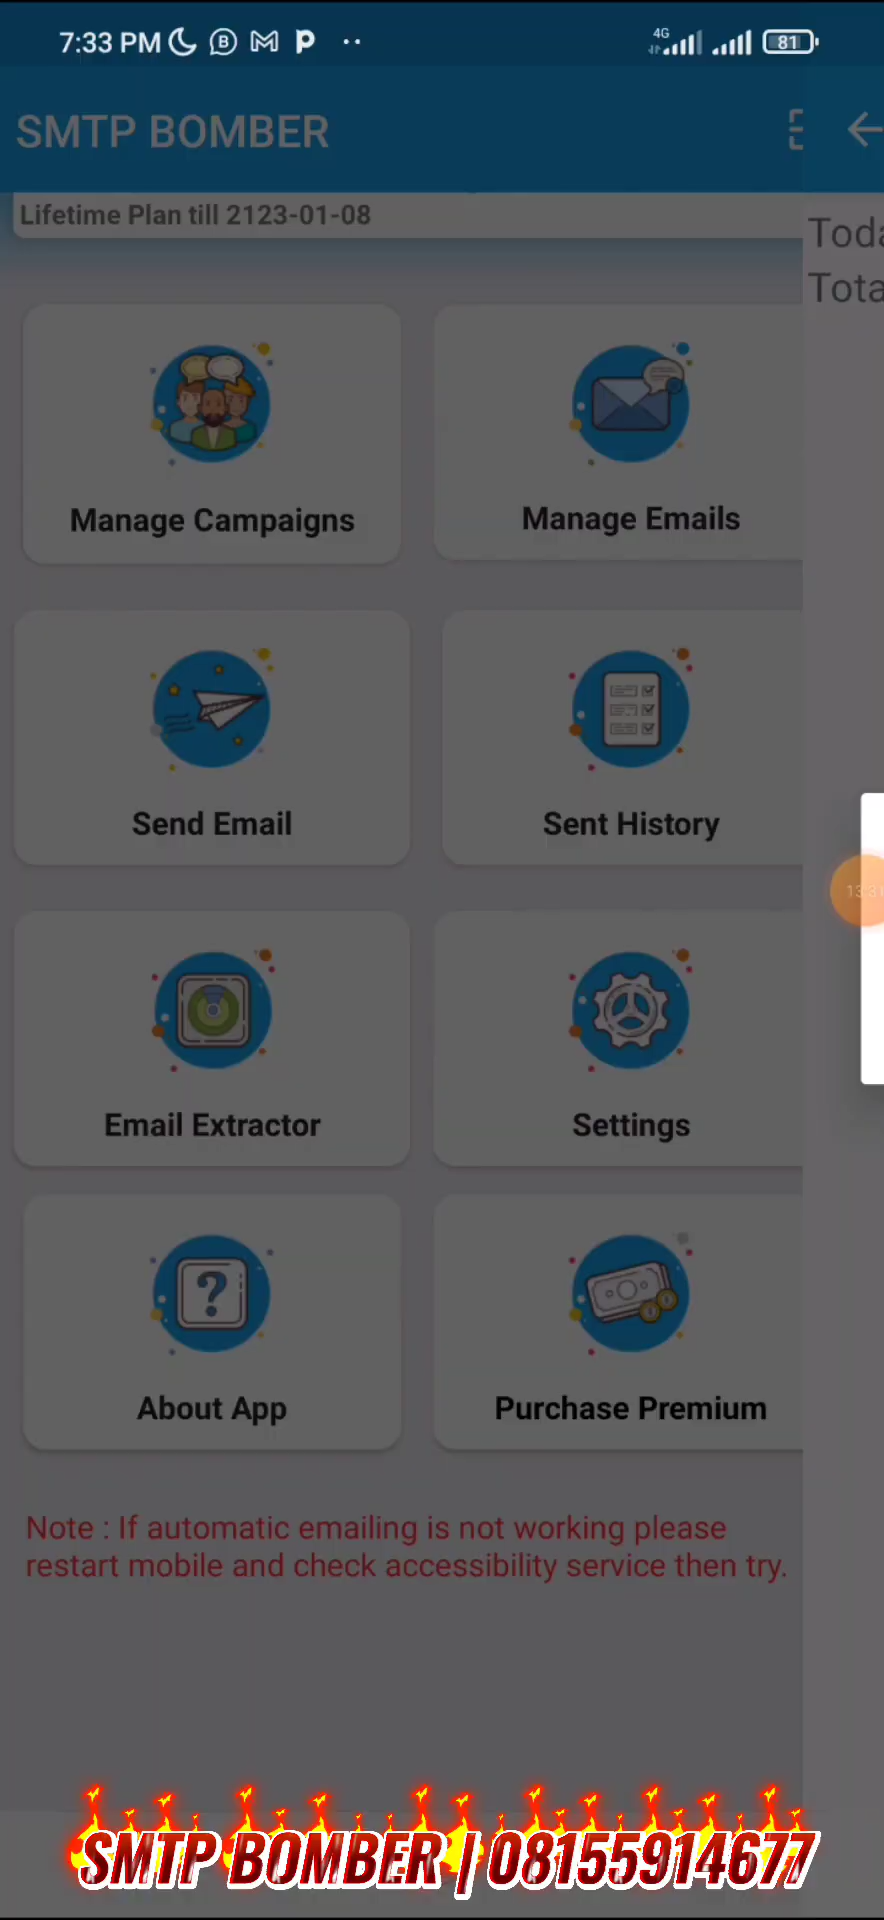 7:33 PM
4G
81
SMTP BOMBER
Lifetime Plan till 2123-01-08
Toda
Tota
Manage Campaigns
Manage Emails
Send Email
Sent History
Email Extractor
Settings
About App
Purchase Premium
Note : If automatic emailing is not working please
restart mobile and check accessibility service then try.
SMTP BOMBER | 08155914677